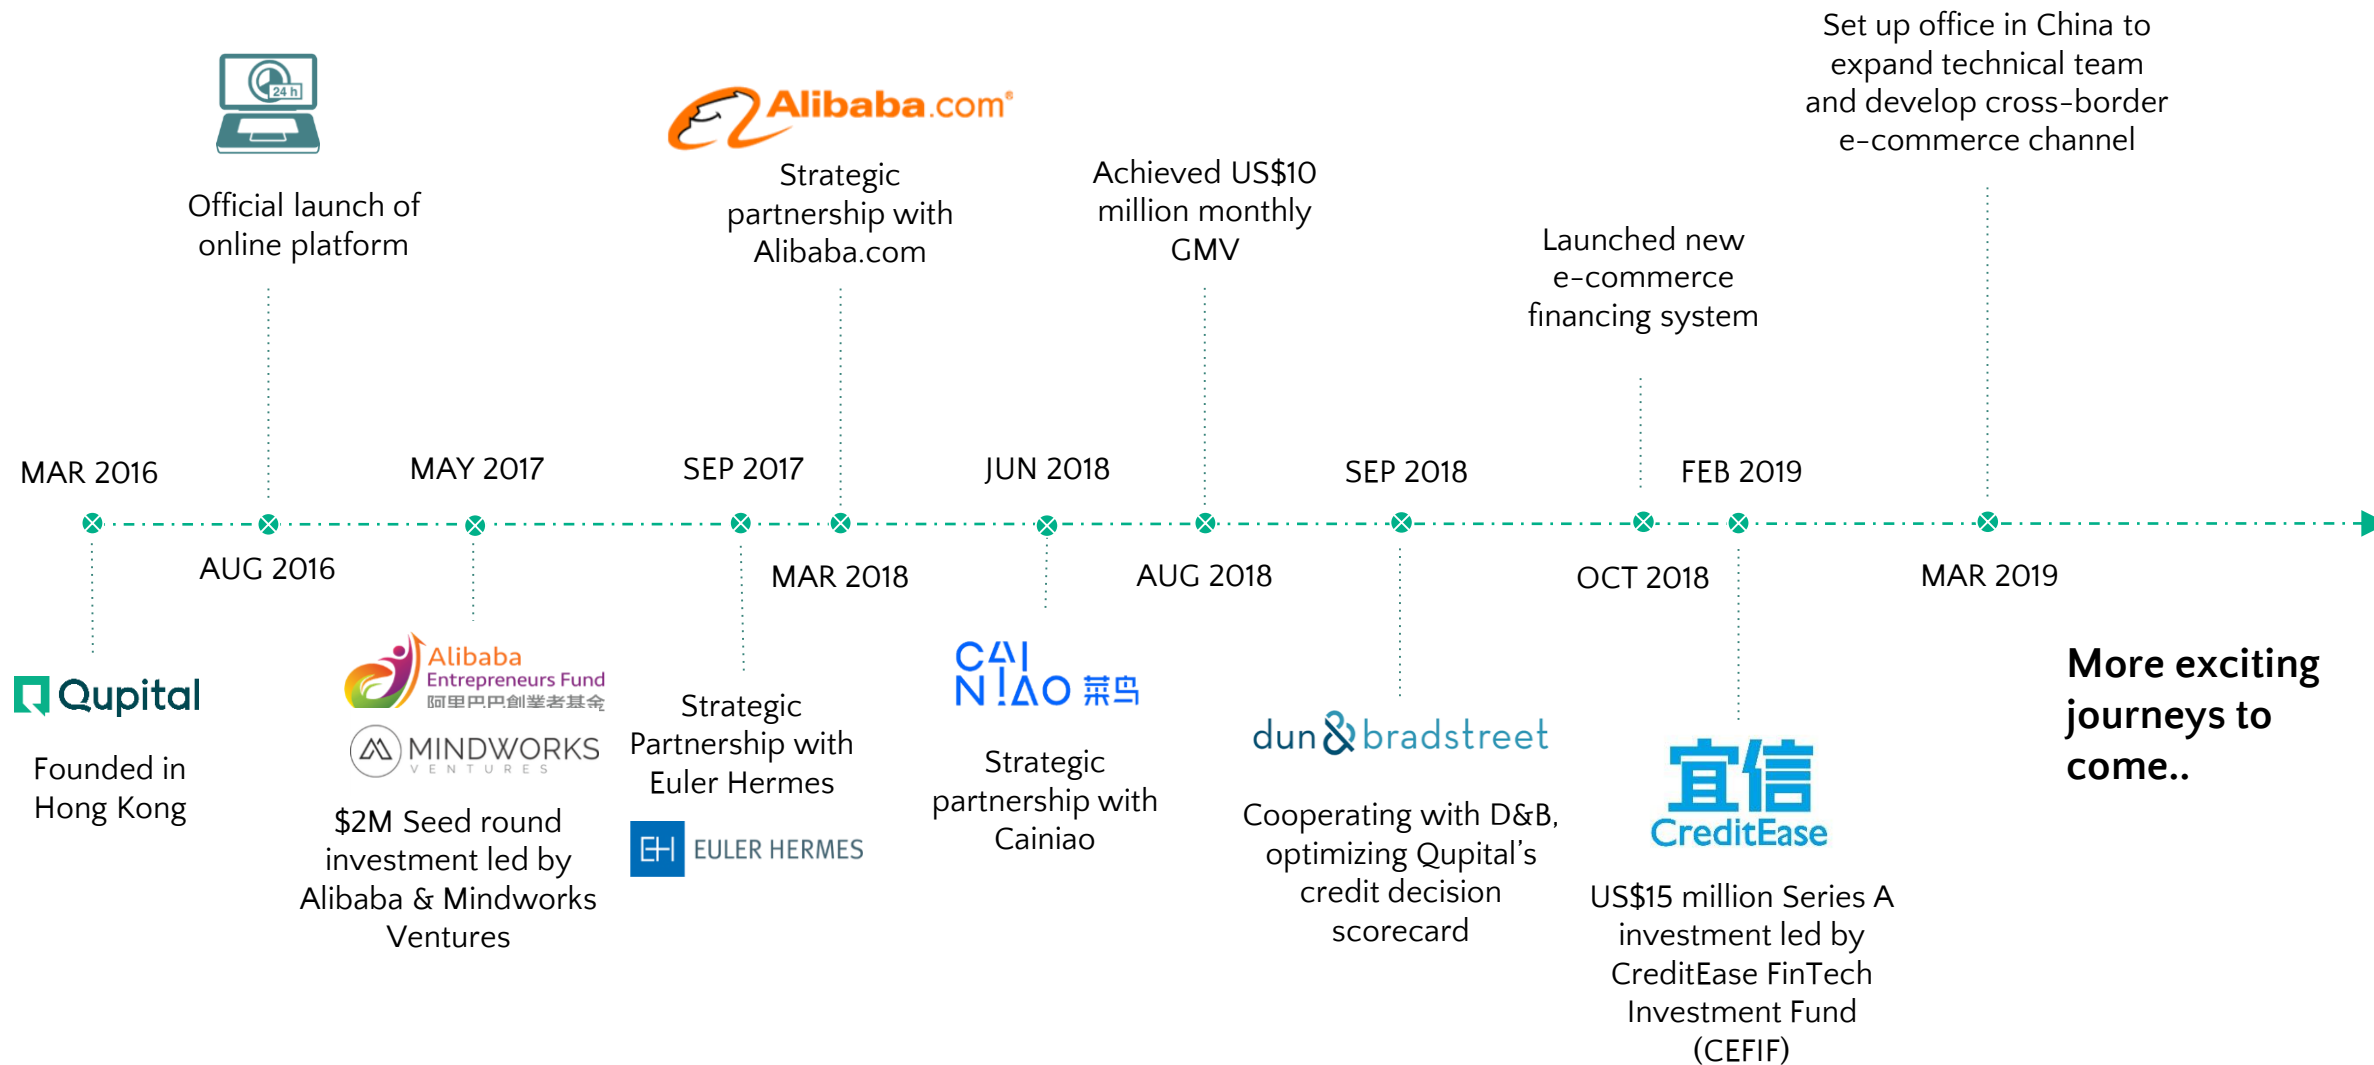 Set up office in China to
expand technical team
and develop cross-border
e-commerce channel
24 h
Official launch of
online platform
Alibaba.com®
Strategic
partnership with
Alibaba.com
Achieved US$10
million monthly
GMV
Launched new
e-commerce
financing system
MAR 2016
MAY 2017
SEP 2017
JUN 2018
SEP 2018
FEB 2019
AUG 2016
MAR 2018
AUG 2018
OCT 2018
MAR 2019
Qupital
Founded in
Hong Kong
Alibaba
Entrepreneurs Fund
阿里巴巴創業者基金
MINDWORKS
VENTURES
$2M Seed round
investment led by
Alibaba & Mindworks
Ventures
Strategic
Partnership with
Euler Hermes
EH EULER HERMES
CAI
NIAO 菜鸟
Strategic
partnership with
Cainiao
dun&bradstreet
Cooperating with D&B,
optimizing Qupital's
credit decision
scorecard
宜信
CreditEase
US$15 million Series A
investment led by
CreditEase FinTech
Investment Fund
(CEFIF)
More exciting
journeys to
come..